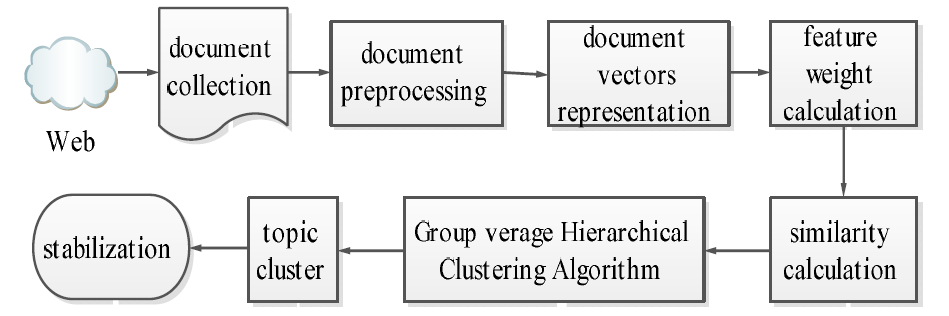 Web
document
collection
document
preprocessing
document
vectors
representation
feature
weight
calculation
similarity
calculation
Group verage Hierarchical
Clustering Algorithm
topic
cluster
stabilization